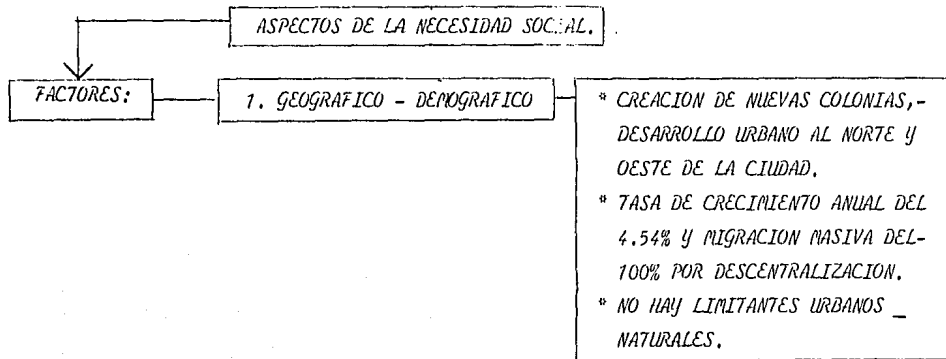 ASPECTOS DE LA NECESIDAD SOCIAL.
FACTORES:
1. GEOGRAFICO - DEMOGRAFICO
* CREACION DE NUEVAS COLONIAS,-
DESARROLLO URBANO AL NORTE Y
OESTE DE LA CIUDAD.
* TASA DE CRECIMIENTO ANUAL DEL
4.54% Y MIGRACION MASIVA DEL-
100% POR DESCENTRALIZACION.
* NO HAY LIMITANTES URBANOS _
NATURALES.